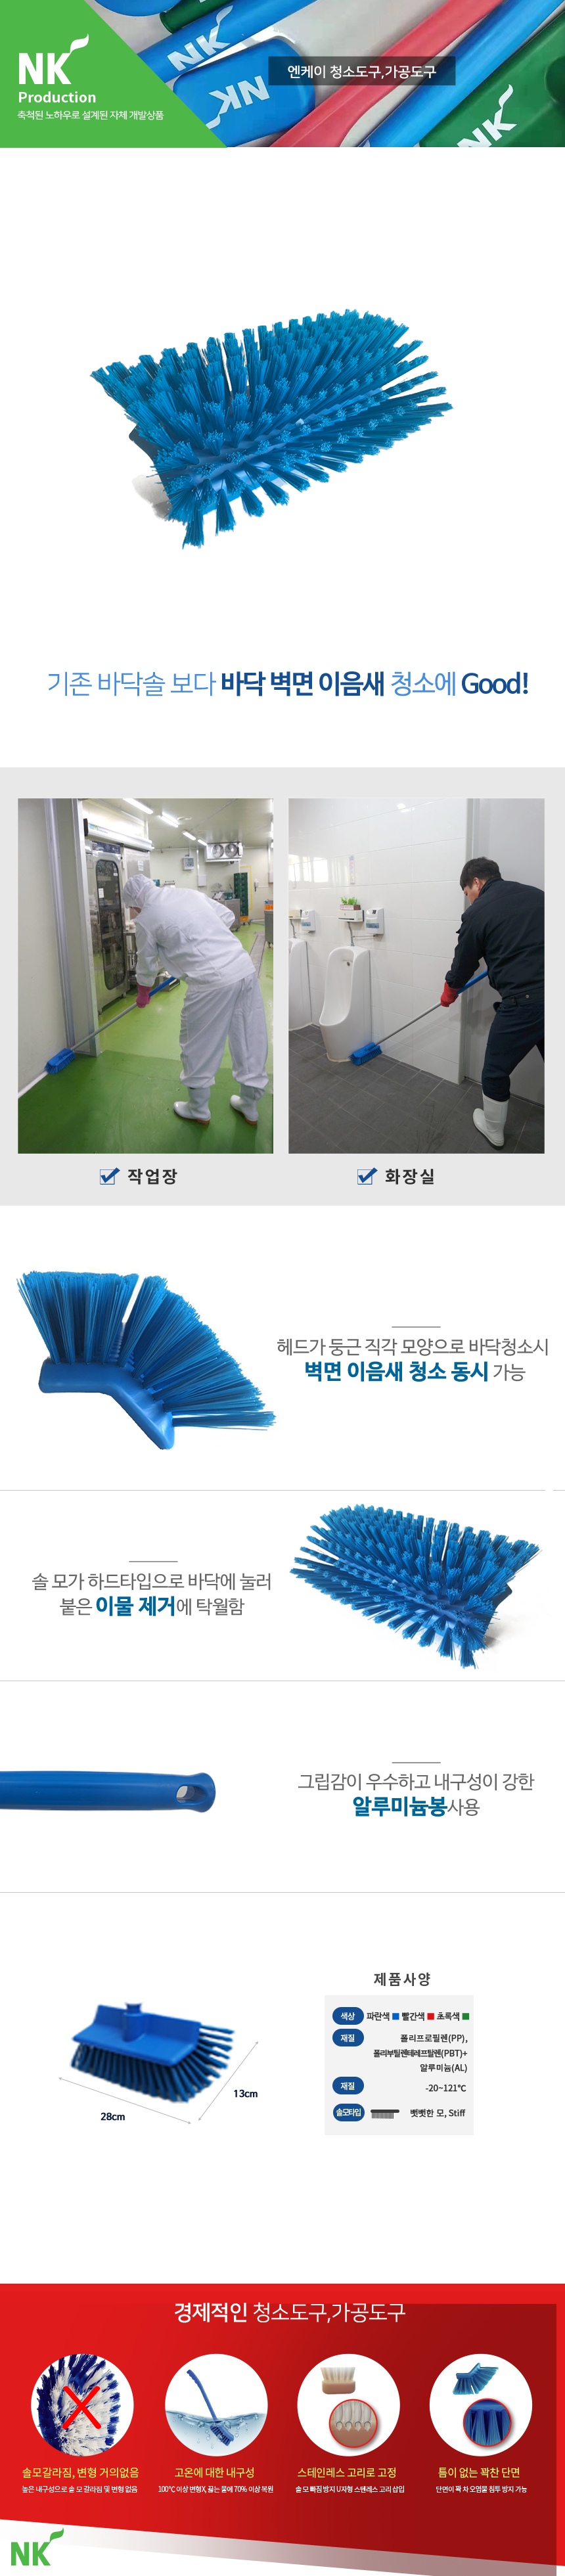 NK
Production
축척된 노하우로 설계된 자체 개발상품
엔케이 청소도구,가공도구
NK
NK
NK
기존 바닥솔 보다 바닥 벽면 이음새 청소에 Good!
작업장
화장실
헤드가 둥근 직각 모양으로 바닥청소시
벽면 이음새 청소 동시 가능
솔 모가 하드타입으로 바닥에 눌러
붙은 이물 제거에 탁월함
그립감이 우수하고 내구성이 강한
알루미늄봉사용
제품사양
색상 파란색 빨간색 초록색
재질 폴리프로필렌(PP),
폴리부틸렌테레프탈렌(PBT)+
알루미늄(AL)
재질 -20~121℃
솔모타입 뻣뻣한 모, Stiff
13cm
28cm
경제적인 청소도구,가공도구
솔모갈라짐, 변형 거의없음
높은 내구성으로 솔 모 갈라짐 및 변형 없음
고온에 대한 내구성
100℃ 이상 변형X, 끓는 물에 70% 이상 복원
스테인레스 고리로 고정
솔 모 빠짐 방지 U자형 스텐레스 고리 삽입
틈이 없는 꽉찬 단면
단면이 꽉 차 오염물 침투 방지 가능
NK